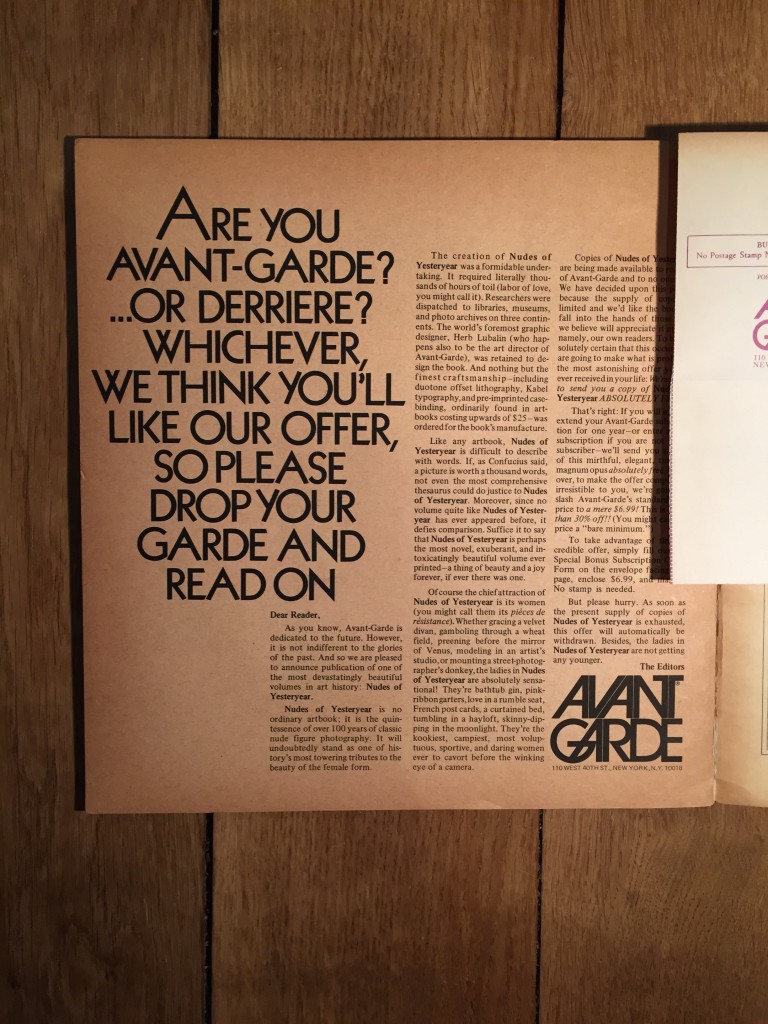 ARE YOU
AVANT-GARDE?
...OR DERRIERE?
WHICHEVER,
WE THINK YOU'LL
LIKE OUR OFFER,
SO PLEASE
DROP YOUR
GARDE AND
READ ON
Dear Reader,
As you know, Avant-Garde is
dedicated to the future. However,
it is not indifferent to the glories
of the past. And so we are pleased
to announce publication of one of
the most devastatingly beautiful
volumes in art history: Nudes of
Yesteryear.
Nudes of Yesteryear is no
ordinary artbook; it is the quin-
tessence of over 100 years of classic
nude figure photography. It will
undoubtedly stand as one of his-
tory's most towering tributes to the
beauty of the female form.
The creation of Nudes of
Yesteryear was a formidable under-
taking. It required literally thou-
sands of hours of toil (labor of love,
you might call it). Researchers were
dispatched to libraries, museums,
and photo archives on three contin-
ents. The world's foremost graphic
designer, Herb Lubalin (who hap-
pens also to be the art director of
Avant-Garde), was retained to de-
sign the book. And nothing but the
finest craftsmanship—including
duotone offset lithography, Kabel
typography, and pre-imprinted case-
binding, ordinarily found in art-
books costing upwards of $25—was
ordered for the book's manufacture.
Like any artbook, Nudes of
Yesteryear is difficult to describe
with words. If, as Confucius said,
a picture is worth a thousand words,
not even the most comprehensive
thesaurus could do justice to Nudes
of Yesteryear. Moreover, since no
volume quite like Nudes of Yester-
year has ever appeared before, it
defies comparison. Suffice it to say
that Nudes of Yesteryear is perhaps
the most novel, exuberant, and in-
toxicatingly beautiful volume ever
printed—a thing of beauty and a joy
forever, if ever there was one.
Of course the chief attraction of
Nudes of Yesteryear is its women
(you might call them its pièces de
résistance). Whether gracing a velvet
divan, gamboling through a wheat
field, preening before the mirror
of Venus, modeling in an artist's
studio, or mounting a street-photog-
rapher's donkey, the ladies in Nudes
of Yesteryear are absolutely sensa-
tional! They're bathtub gin, pink-
ribbon garters, love in a rumble seat,
French post cards, a curtained bed,
tumbling in a hayloft, skinny-dip-
ping in the moonlight. They're the
kookiest, campiest, most volup-
tuous, sportive, and daring women
ever to cavort before the winking
eye of a camera.
Copies of Nudes of
are being made available
of Avant-Garde and to no
We have decided upon
because the supply of
limited and we'd like the
fall into the hands of
we believe will appreciate
namely, our own readers.
solutely certain that this
are going to make what is
the most astonishing offer
ever received in your life:
to send you a copy of
Yesteryear ABSOLUTELY
That's right: If you
extend your Avant-Garde
tion for one year—or
subscription if you are not
subscriber—we'll send you
of this mirthful, elegant,
magnum opus absolutely
over, to make the offer
irresistible to you, we're
slash Avant-Garde's
price to a mere $6.99!
than 30% off!! (You might
price a "bare minimum."
To take advantage of
credible offer, simply fill
Special Bonus Subscription
Form on the envelope
page, enclose $6.99, and
No stamp is needed.
But please hurry. As soon as
the present supply of copies of
Nudes of Yesteryear is exhausted,
this offer will automatically be
withdrawn. Besides, the ladies in
Nudes of Yesteryear are not getting
any younger.
The Editors
AVANT
GARDE
110 WEST 40TH ST., NEW YORK, N.Y. 10018
No Postage Stamp
110